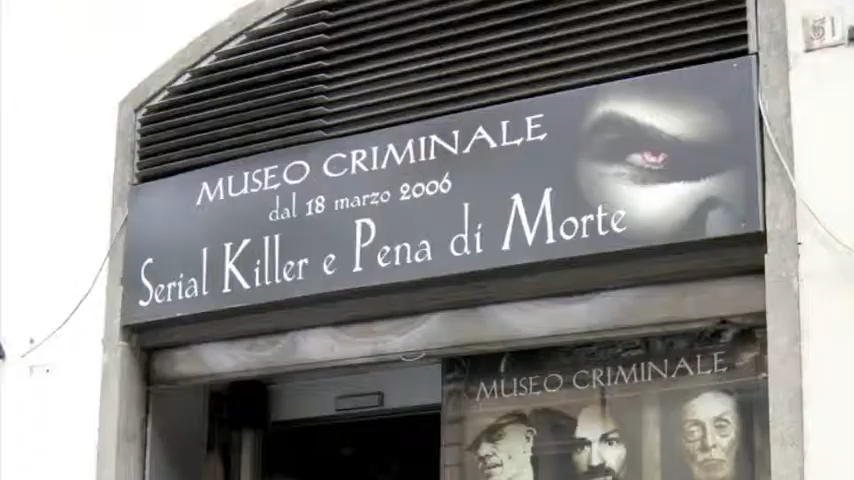 MUSEO CRIMINALE
dal 18 marzo 2006
Serial Killer e Pena di Morte
MUSEO CRIMINALE